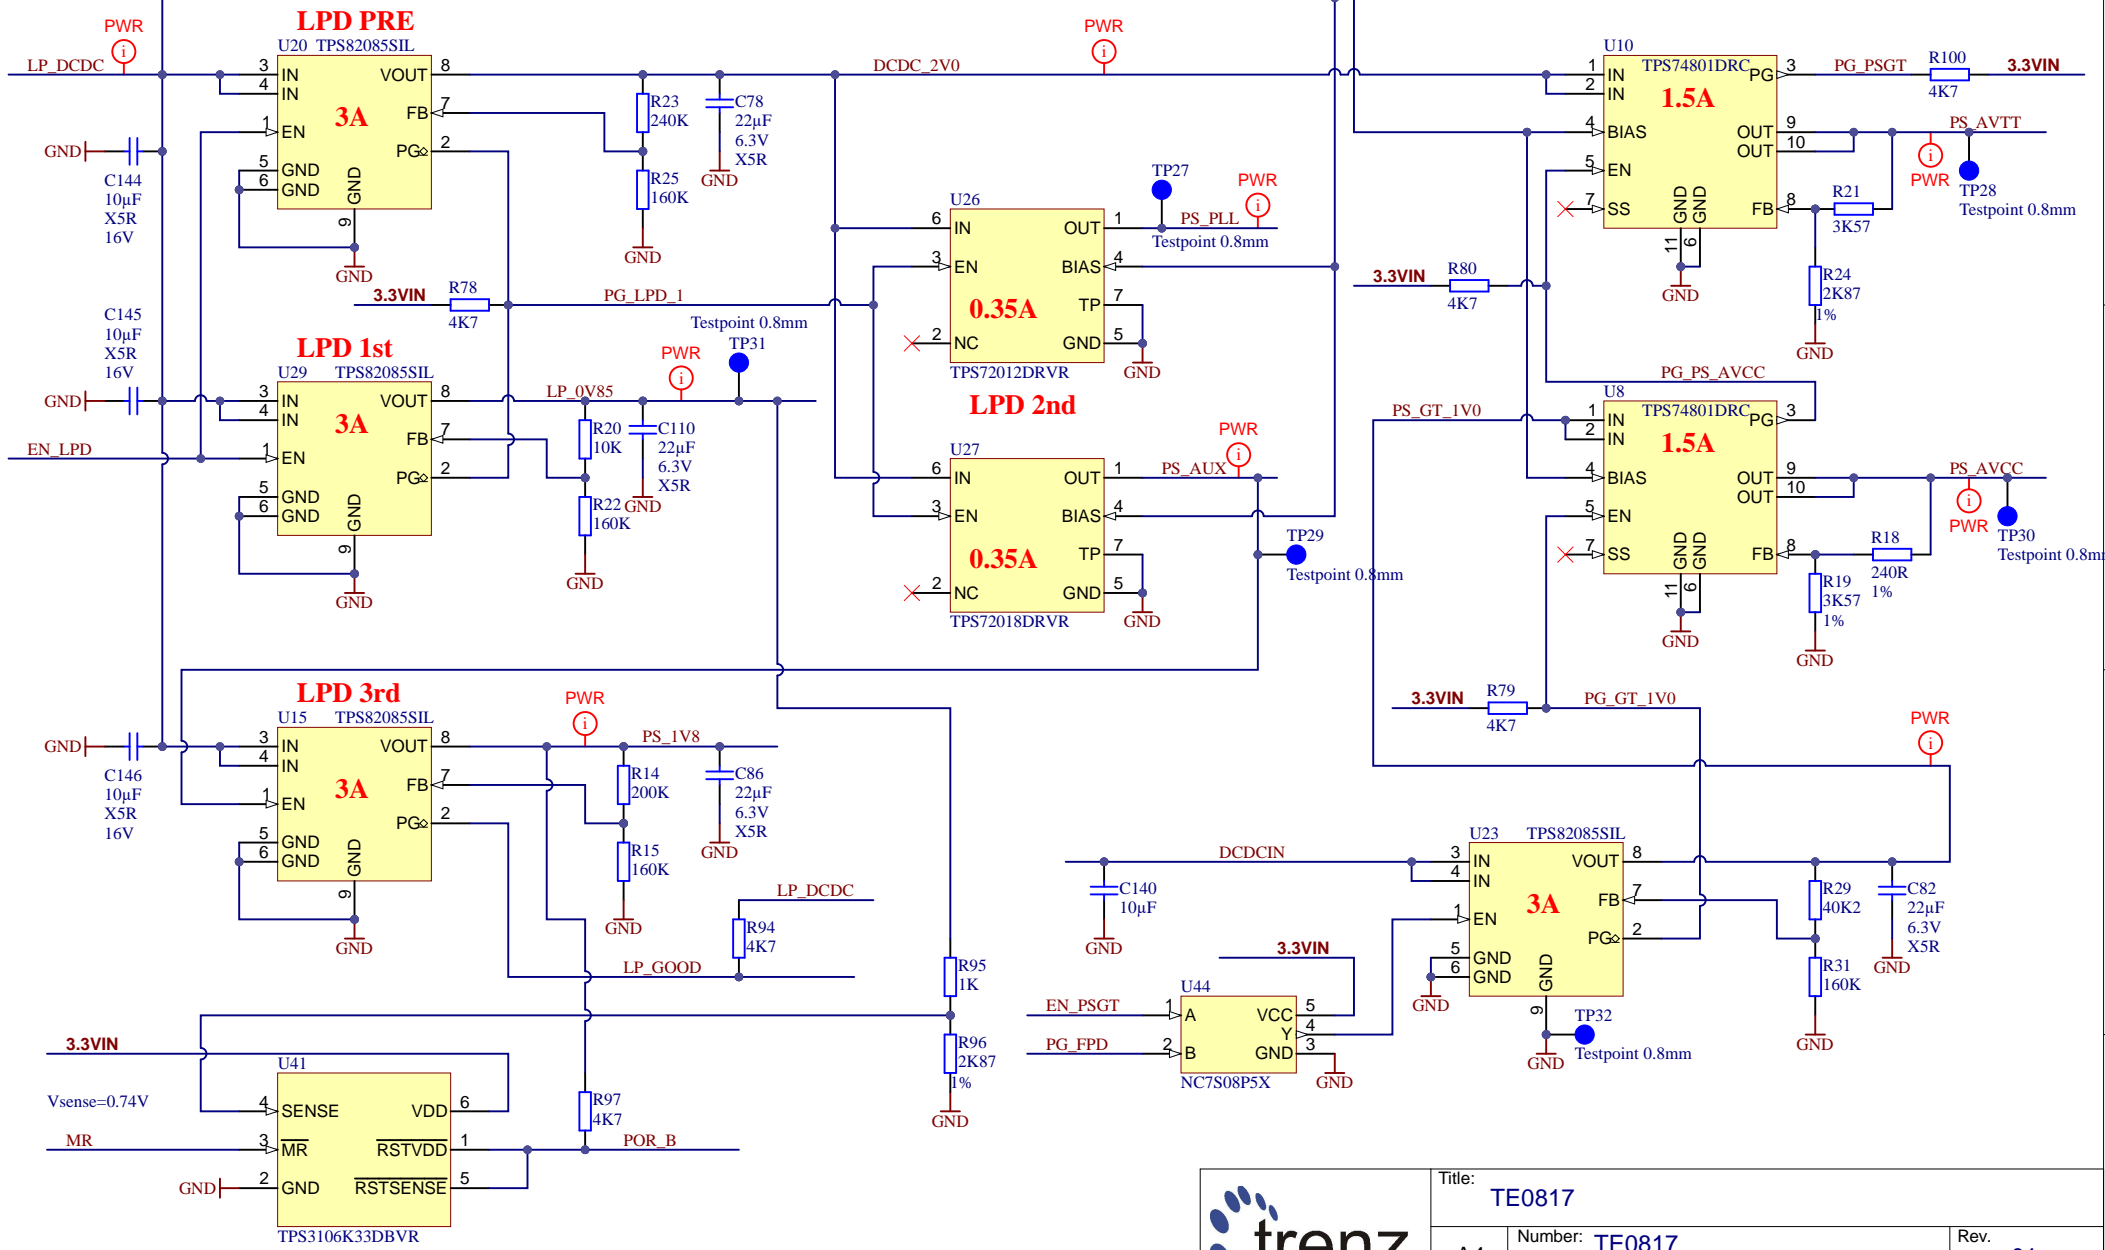 LPD PRE
PWR
U20 TPS82085SIL
LP_DCDC
3 IN VOUT 8
4 IN
3A
FB 7
1 EN
PG 2
5 GND
6 GND
GND
9
GND
GND
C144
10µF
X5R
16V
R23
240K
C78
22µF
6.3V
X5R
GND
R25
160K
GND
DCDC_2V0
PWR
3.3VIN
R78
4K7
PG_LPD_1
C145
10µF
X5R
16V
GND
LPD 1st
U29 TPS82085SIL
3 IN VOUT 8
4 IN
3A
FB 7
EN_LPD
1 EN
PG 2
5 GND
6 GND
GND
9
GND
LP_0V85
PWR
Testpoint 0.8mm
TP31
R20
10K
C110
22µF
6.3V
X5R
GND
R22
160K
GND
U26
6 IN OUT 1
3 EN BIAS 4
0.35A
TP 7
2 NC GND 5
TPS72012DRVR
GND
TP27
PS_PLL
PWR
Testpoint 0.8mm
LPD 2nd
U27
6 IN OUT 1
3 EN BIAS 4
0.35A
TP 7
2 NC GND 5
TPS72018DRVR
GND
PS_AUX
PWR
TP29
Testpoint 0.8mm
U10
TPS74801DRC
1 IN PG 3
2 IN
1.5A
4 BIAS OUT 9
OUT 10
5 EN
7 SS FB 8
GND
GND
11
6
GND
PG_PSGT
R100
4K7
3.3VIN
PS_AVTT
PWR
TP28
Testpoint 0.8mm
R21
3K57
R24
2K87
1%
GND
3.3VIN
R80
4K7
PG_PS_AVCC
U8
TPS74801DRC
PS_GT_1V0
1 IN PG 3
2 IN
1.5A
4 BIAS OUT 9
OUT 10
5 EN
7 SS FB 8
GND
GND
11
6
GND
PS_AVCC
PWR
TP30
Testpoint 0.8m
R18
240R
1%
R19
3K57
1%
GND
3.3VIN
R79
4K7
PG_GT_1V0
PWR
LPD 3rd
U15 TPS82085SIL
GND
C146
10µF
X5R
16V
3 IN VOUT 8
4 IN
3A
FB 7
1 EN
PG 2
5 GND
6 GND
GND
9
GND
PWR
PS_1V8
R14
200K
C86
22µF
6.3V
X5R
GND
R15
160K
GND
LP_DCDC
R94
4K7
LP_GOOD
R95
1K
R96
2K87
1%
GND
3.3VIN
U41
Vsense=0.74V
4 SENSE VDD 6
MR
3 MR RSTVDD 1
GND
2 GND RSTSENSE 5
TPS3106K33DBVR
R97
4K7
POR_B
DCDCIN
C140
10µF
GND
U23 TPS82085SIL
3 IN VOUT 8
4 IN
3A
FB 7
1 EN
PG 2
5 GND
6 GND
GND
9
GND
GND
TP32
Testpoint 0.8mm
R29
40K2
C82
22µF
6.3V
X5R
GND
R31
160K
GND
3.3VIN
U44
EN_PSGT
1 A VCC 5
Y 4
PG_FPD
2 B GND 3
NC7S08P5X
GND
trenz
Title:
TE0817
Number: TE0817
Rev.